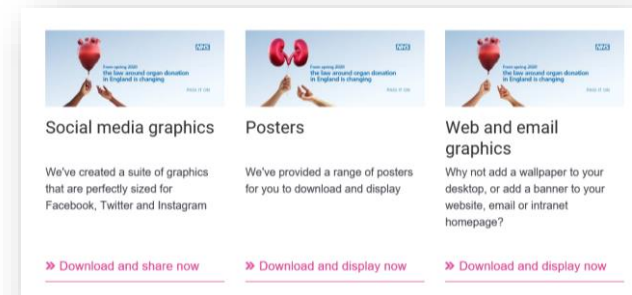 NHS
From spring 2020
the law around organ donation
in England is changing
NHS
From spring 2020
the law around organ donation
in England is changing
NHS
From spring 2020
the law around organ donation
in England is changing
Social media graphics
Posters
Web and email
graphics
We've created a suite of graphics
that are perfectly sized for
Facebook, Twitter and Instagram
We've provided a range of posters
for you to download and display
Why not add a wallpaper to your
desktop, or add a banner to your
website, email or intranet
homepage?
» Download and share now
» Download and display now
» Download and display now